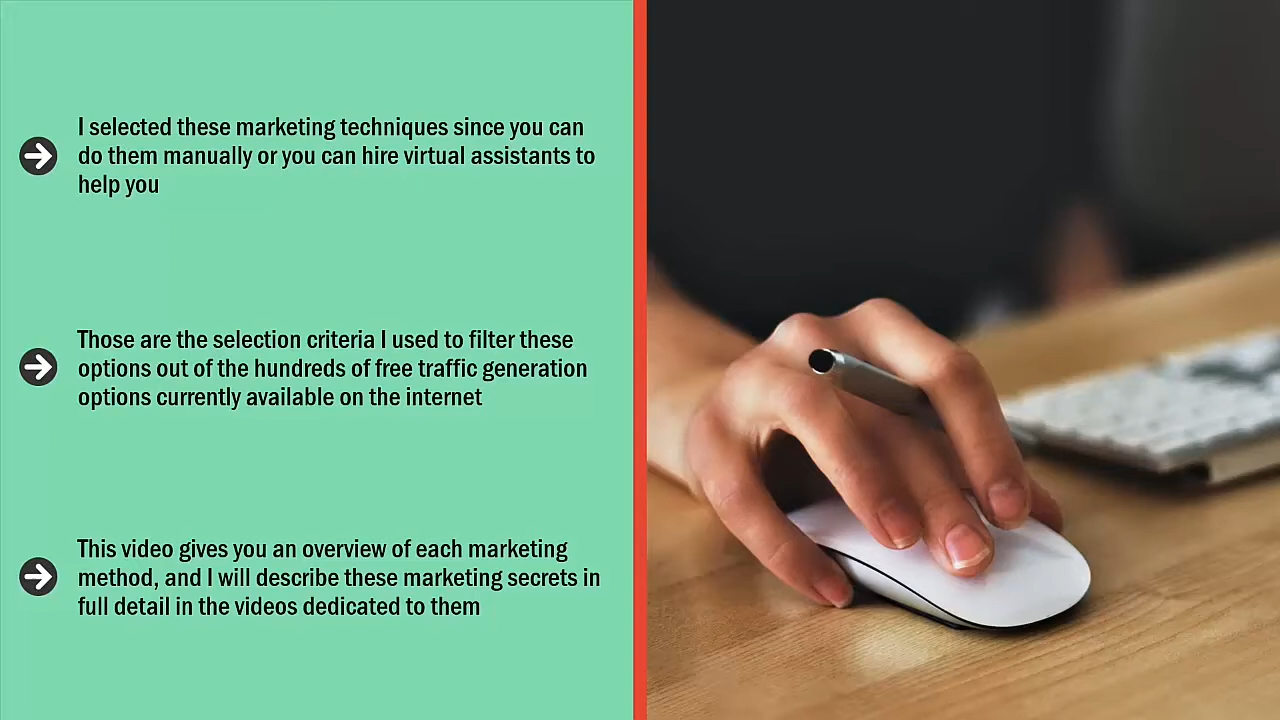 I selected these marketing techniques since you can
do them manually or you can hire virtual assistants to
help you
Those are the selection criteria I used to filter these
options out of the hundreds of free traffic generation
options currently available on the internet
This video gives you an overview of each marketing
method, and I will describe these marketing secrets in
full detail in the videos dedicated to them